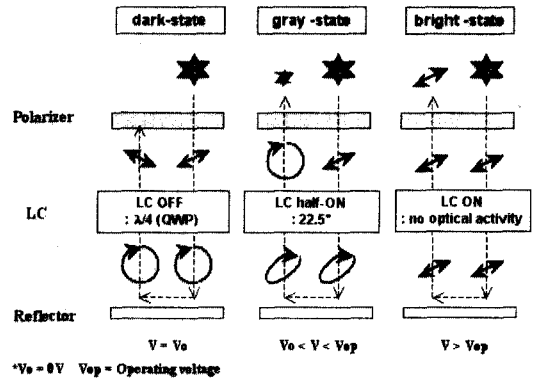 dark-state gray -state bright -state
Polarizer
LC
LC OFF
: λ/4 (QWP)
LC half-ON
: 22.5°
LC ON
: no optical activity
Reflector
V = Vo Vo < V < Vop V > Vop
*Vo = 0V Vop = Operating voltage